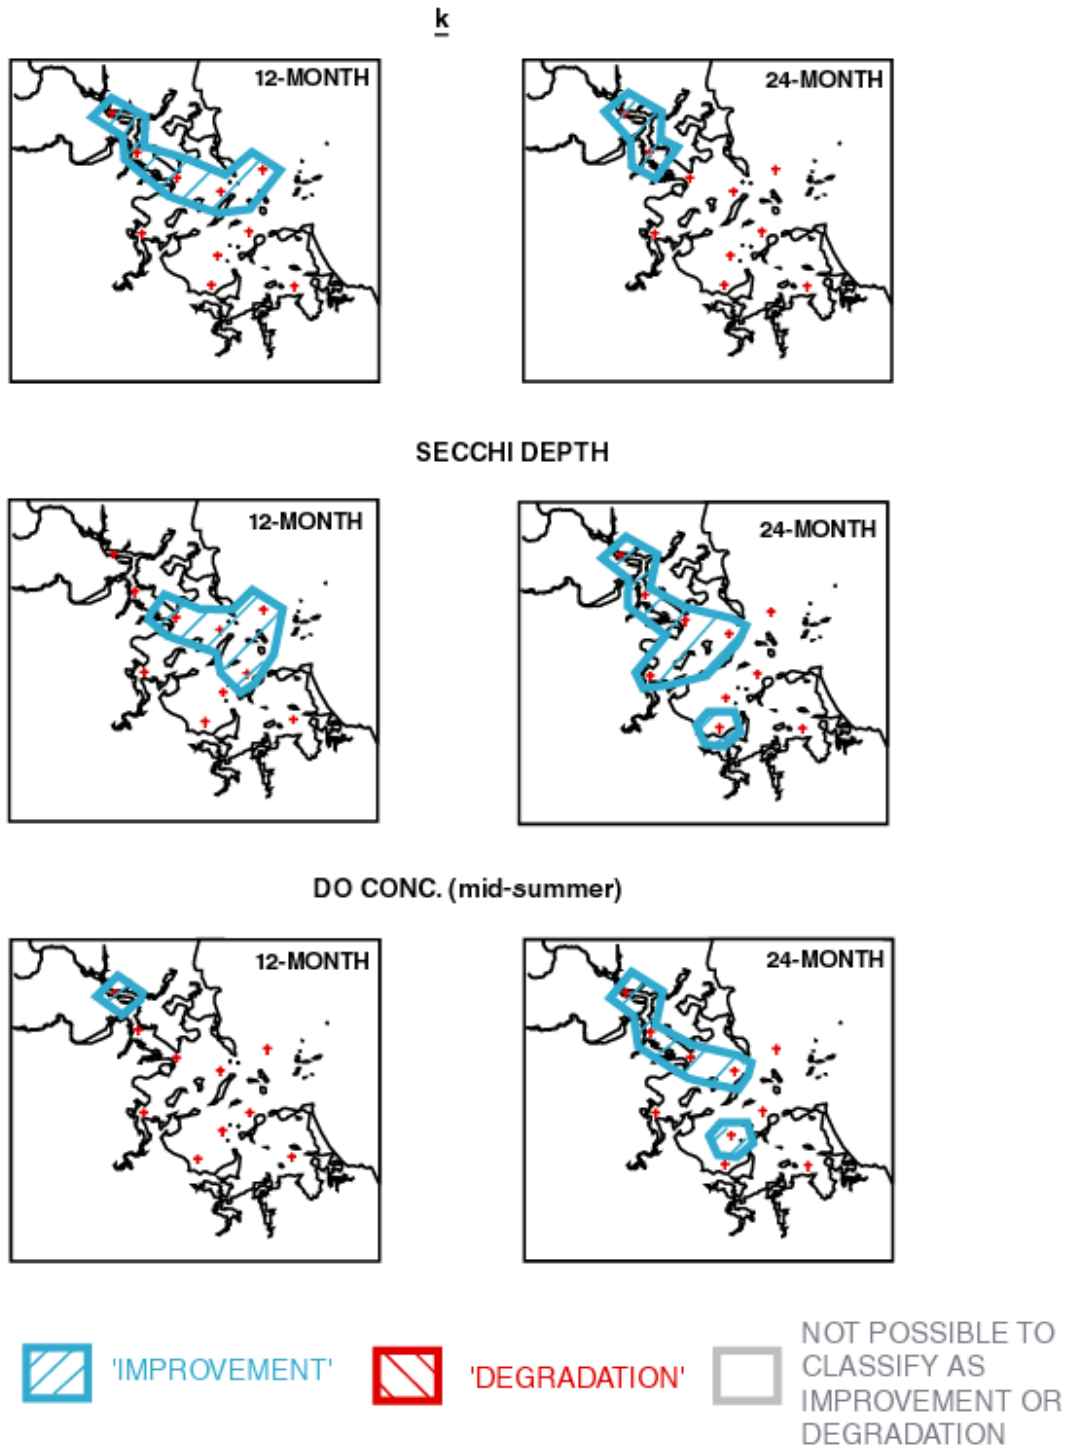 k
12-MONTH
24-MONTH
SECCHI DEPTH
12-MONTH
24-MONTH
DO CONC. (mid-summer)
12-MONTH
24-MONTH
'IMPROVEMENT'
'DEGRADATION'
NOT POSSIBLE TO
CLASSIFY AS
IMPROVEMENT OR
DEGRADATION